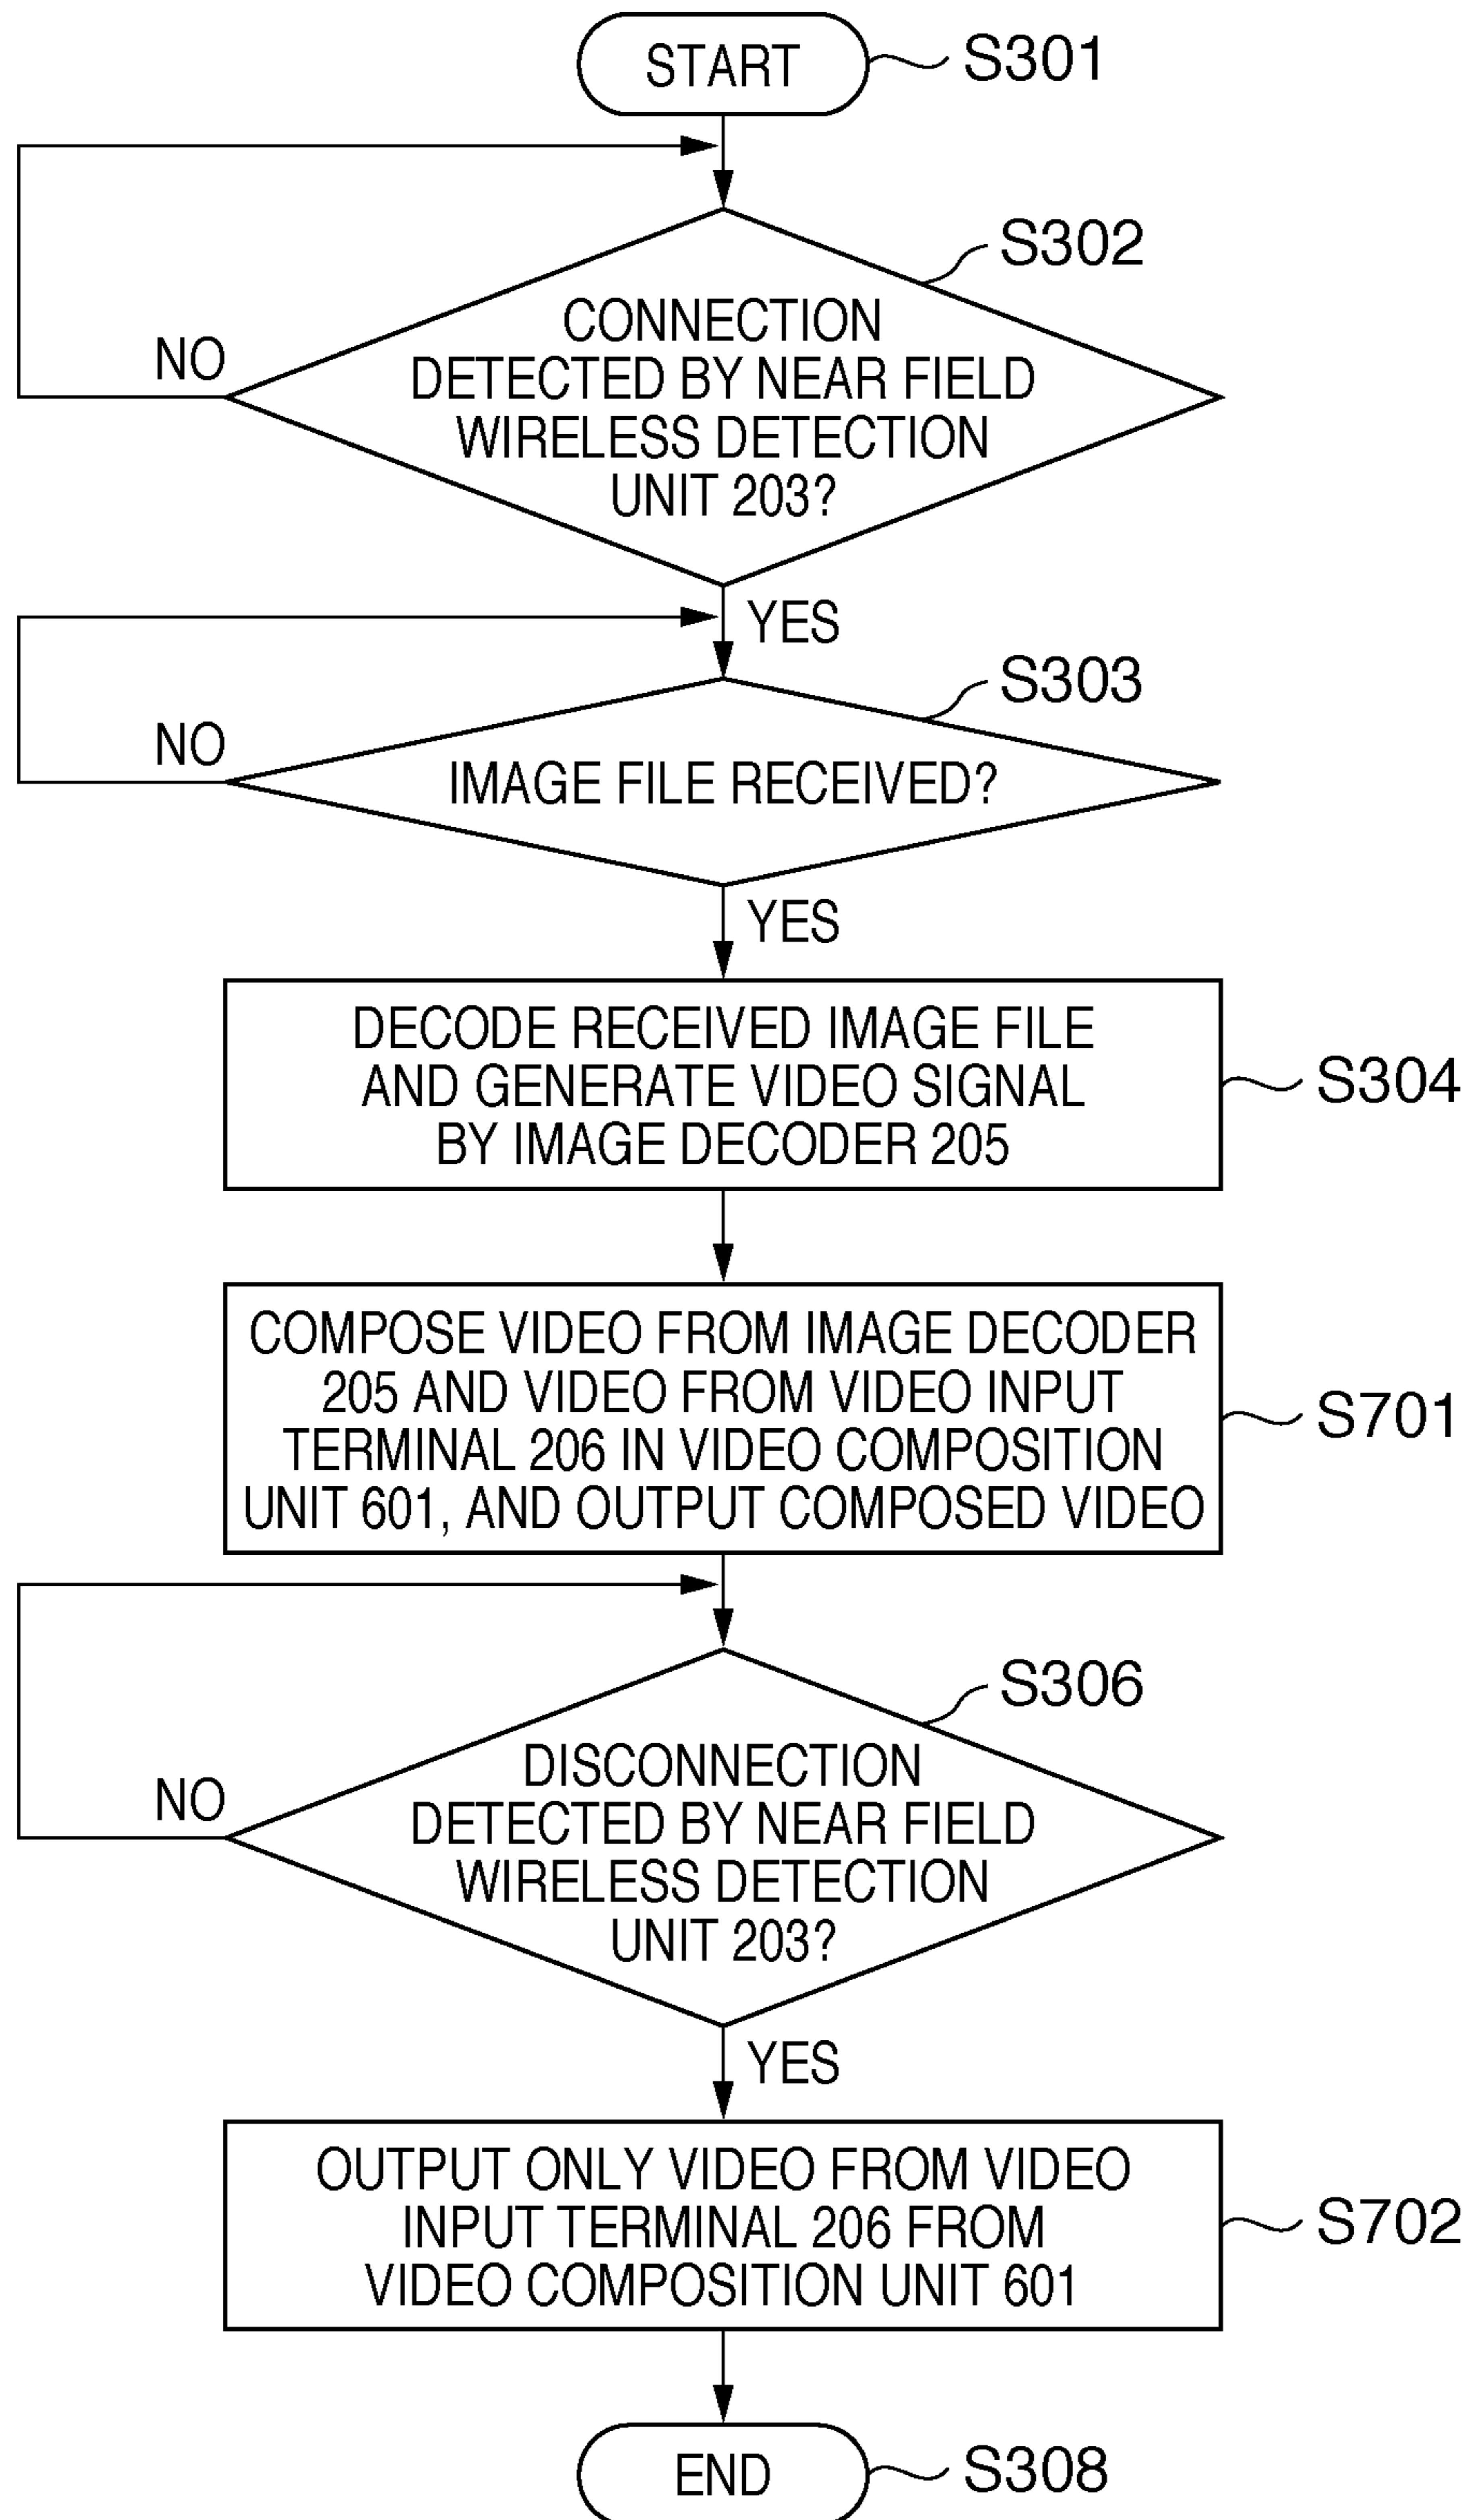 START
S301
S302
CONNECTION
DETECTED BY NEAR FIELD
WIRELESS DETECTION
UNIT 203?
NO
YES
S303
NO
IMAGE FILE RECEIVED?
YES
DECODE RECEIVED IMAGE FILE
AND GENERATE VIDEO SIGNAL
BY IMAGE DECODER 205
S304
COMPOSE VIDEO FROM IMAGE DECODER
205 AND VIDEO FROM VIDEO INPUT
TERMINAL 206 IN VIDEO COMPOSITION
UNIT 601, AND OUTPUT COMPOSED VIDEO
S701
S306
DISCONNECTION
DETECTED BY NEAR FIELD
WIRELESS DETECTION
UNIT 203?
NO
YES
OUTPUT ONLY VIDEO FROM VIDEO
INPUT TERMINAL 206 FROM
VIDEO COMPOSITION UNIT 601
S702
END
S308